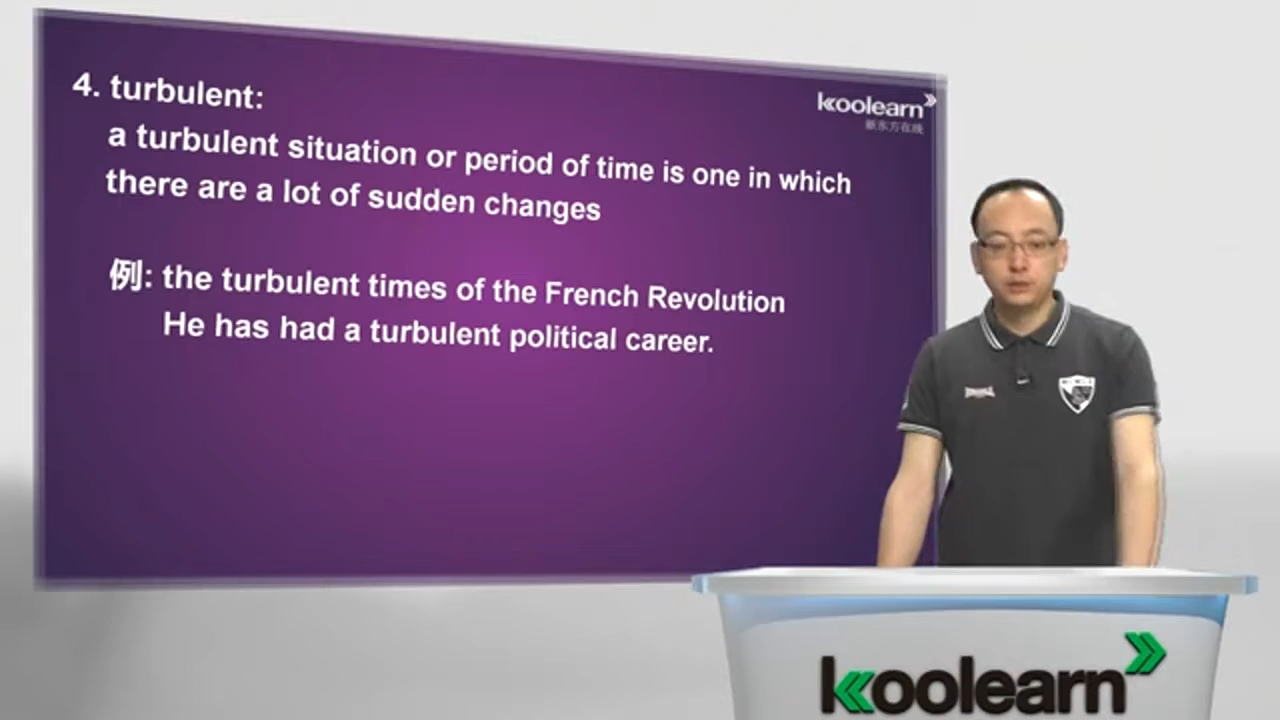 4. turbulent:
a turbulent situation or period of time is one in which
there are a lot of sudden changes
例: the turbulent times of the French Revolution
He has had a turbulent political career.
koolearn
新东方在线
koolearn